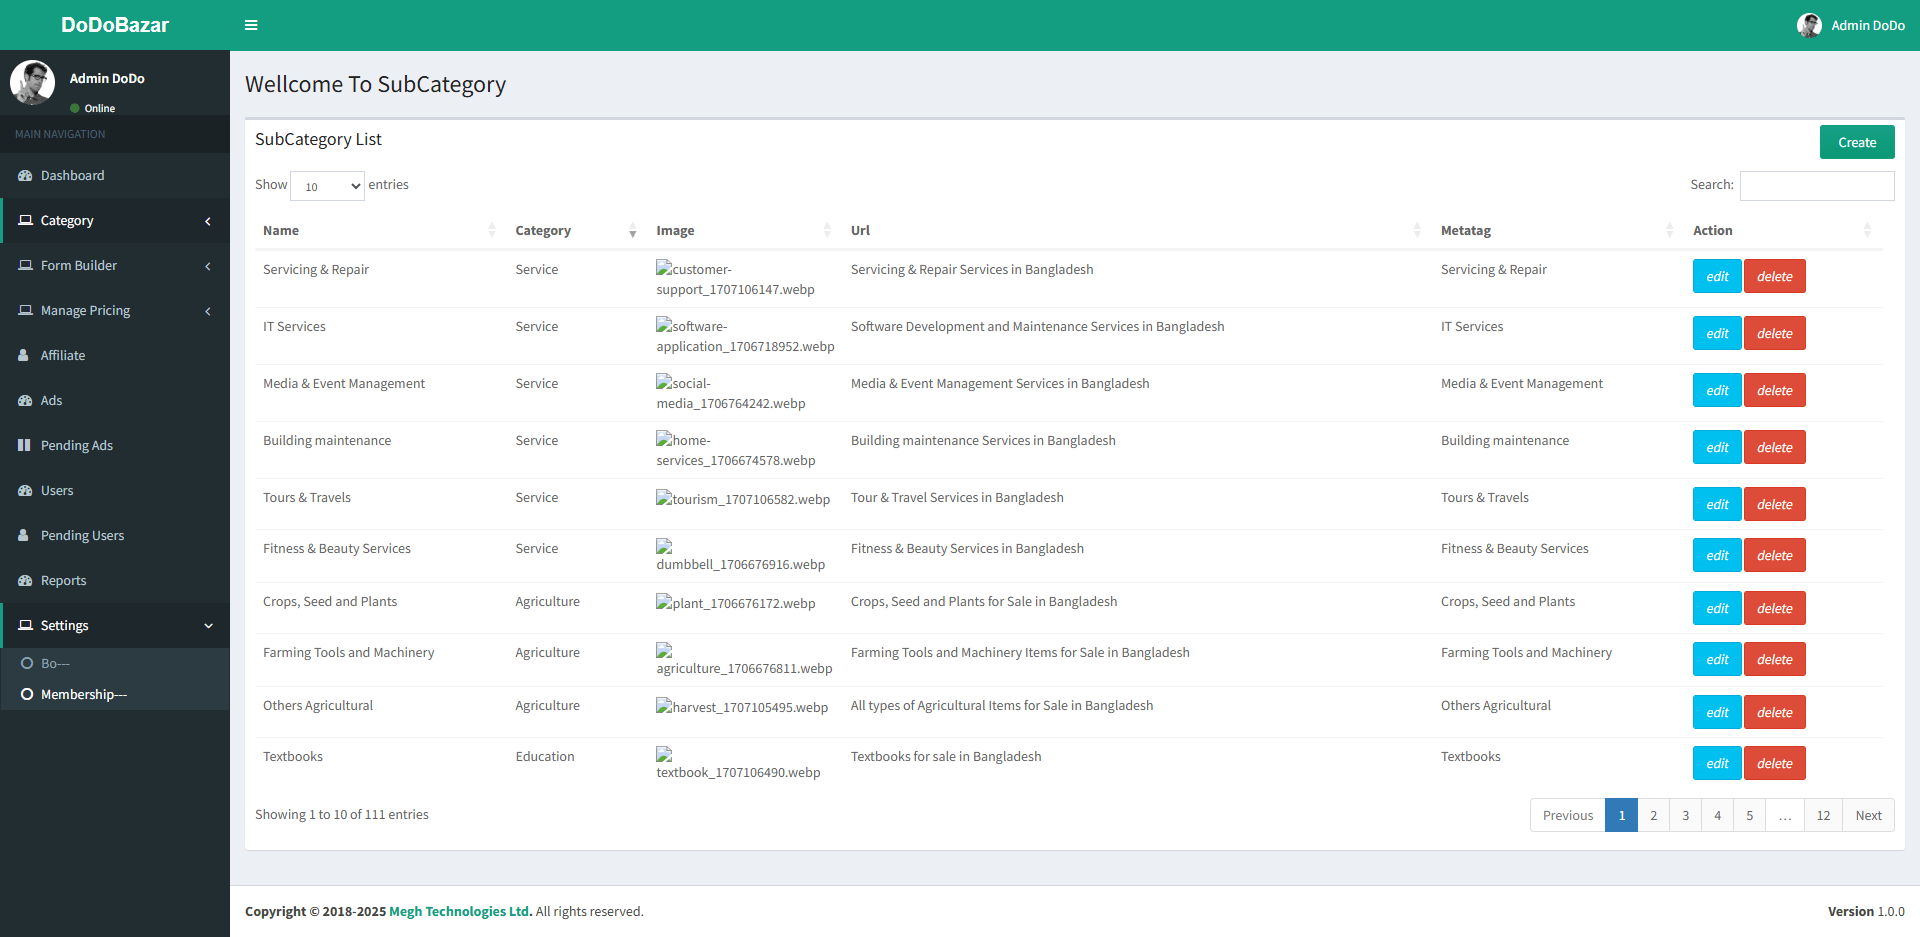 DoDoBazar
Admin DoDo
Admin DoDo
Online
MAIN NAVIGATION
Dashboard
Category
Form Builder
Manage Pricing
Affiliate
Ads
Pending Ads
Users
Pending Users
Reports
Settings
Bo---
Membership---
Wellcome To SubCategory
SubCategory List
Create
Show 10 entries
Search:
Name Category Image Url Metatag Action
Servicing & Repair Service customer- Servicing & Repair Services in Bangladesh Servicing & Repair edit delete
support_1707106147.webp
IT Services Service software- Software Development and Maintenance Services in Bangladesh IT Services edit delete
application_1706718952.webp
Media & Event Management Service social- Media & Event Management Services in Bangladesh Media & Event Management edit delete
media_1706764242.webp
Building maintenance Service home- Building maintenance Services in Bangladesh Building maintenance edit delete
services_1706674578.webp
Tours & Travels Service tourism_1707106582.webp Tour & Travel Services in Bangladesh Tours & Travels edit delete
Fitness & Beauty Services Service Fitness & Beauty Services in Bangladesh Fitness & Beauty Services edit delete
dumbbell_1706676916.webp
Crops, Seed and Plants Agriculture plant_1706676172.webp Crops, Seed and Plants for Sale in Bangladesh Crops, Seed and Plants edit delete
Farming Tools and Machinery Agriculture Farming Tools and Machinery Items for Sale in Bangladesh Farming Tools and Machinery edit delete
agriculture_1706676811.webp
Others Agricultural Agriculture harvest_1707105495.webp All types of Agricultural Items for Sale in Bangladesh Others Agricultural edit delete
Textbooks Education Textbooks for sale in Bangladesh Textbooks edit delete
textbook_1707106490.webp
Showing 1 to 10 of 111 entries
Previous 1 2 3 4 5 … 12 Next
Copyright © 2018-2025 Megh Technologies Ltd. All rights reserved.
Version 1.0.0